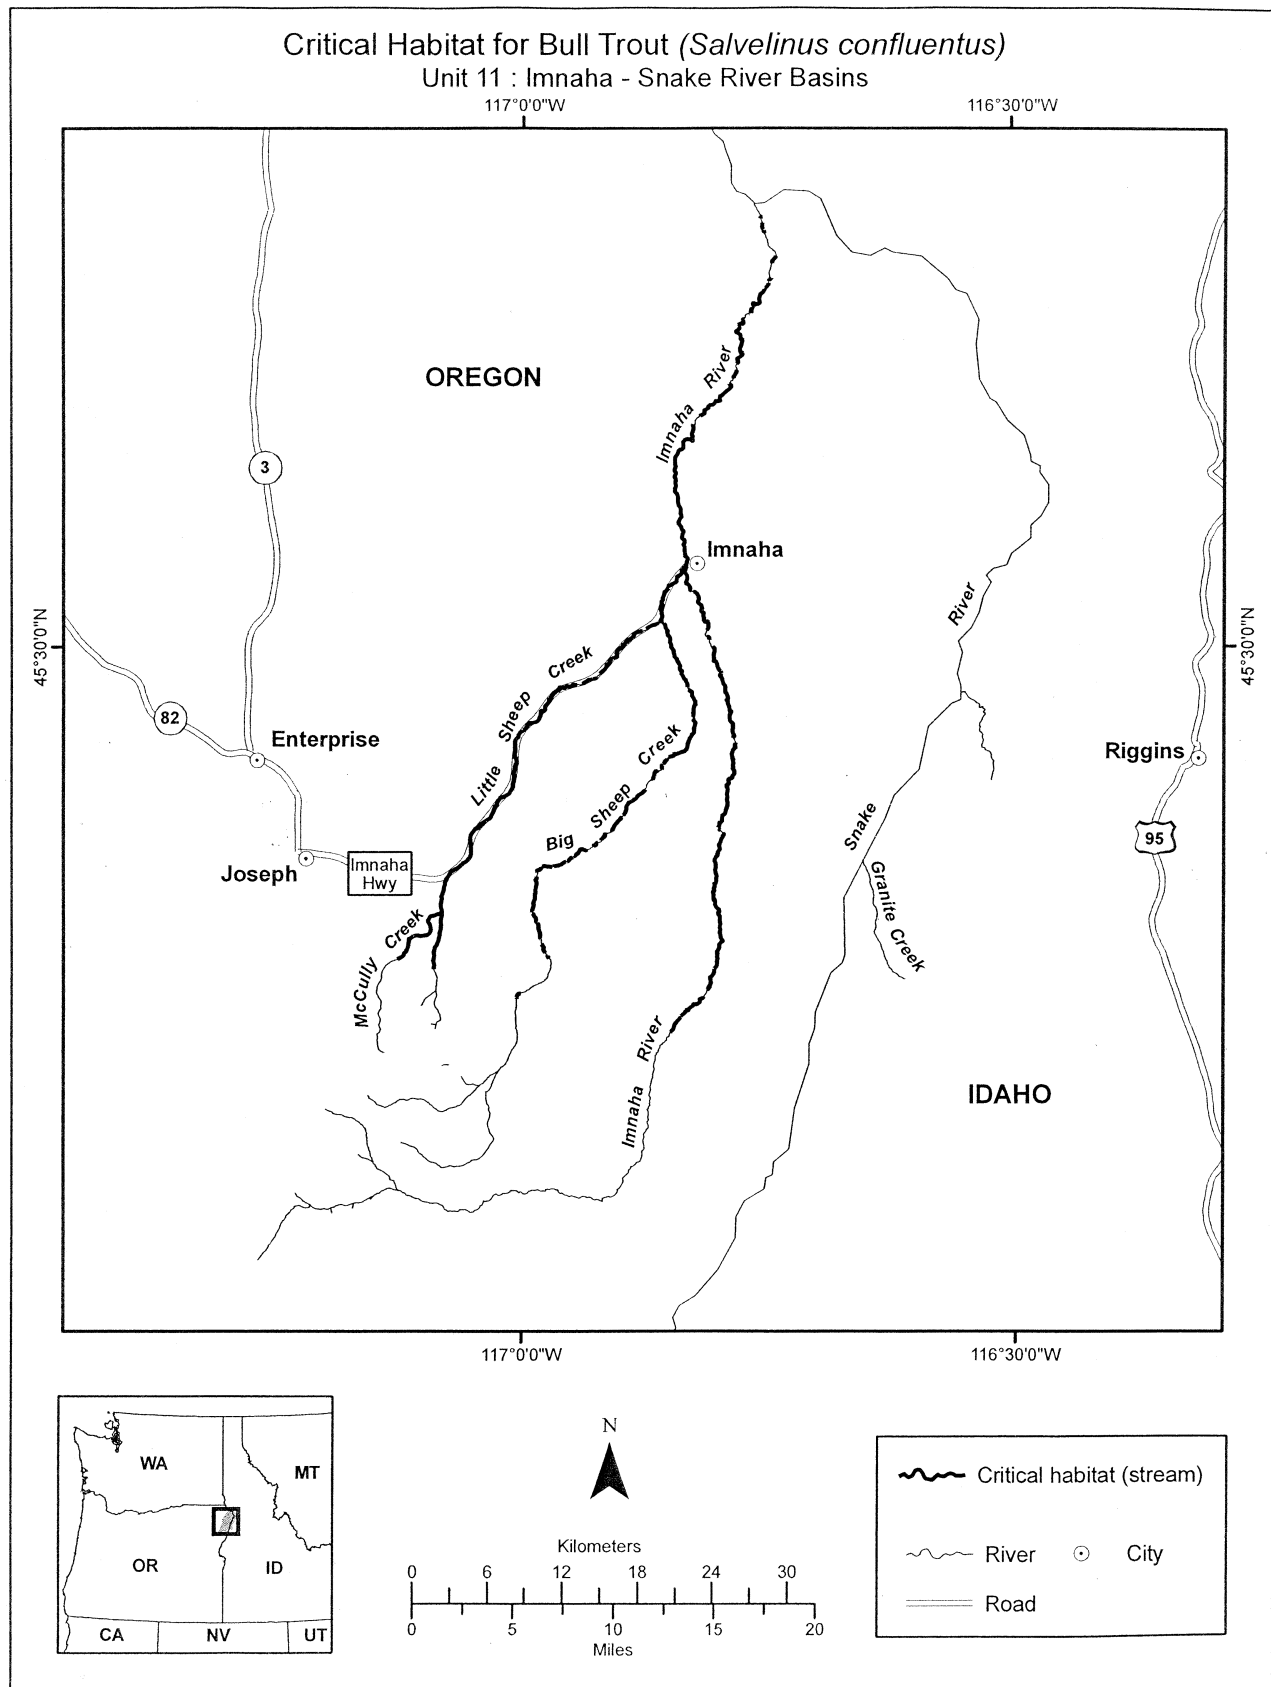 Critical Habitat for Bull Trout (Salvelinus confluentus)
Unit 11 : Imnaha - Snake River Basins
117°0'0"W
116°30'0"W
OREGON
Imnaha River
3
Imnaha
45°30'0"N
45°30'0"N
River
82
Enterprise
Little Sheep Creek
Big Sheep Creek
Riggins
95
Snake
Joseph
Imnaha
Hwy
Granite Creek
McCully Creek
Imnaha River
IDAHO
117°0'0"W
116°30'0"W
WA
MT
OR
ID
CA
NV
UT
N
Kilometers
0 6 12 18 24 30
0 5 10 15 20
Miles
Critical habitat (stream)
River
City
Road